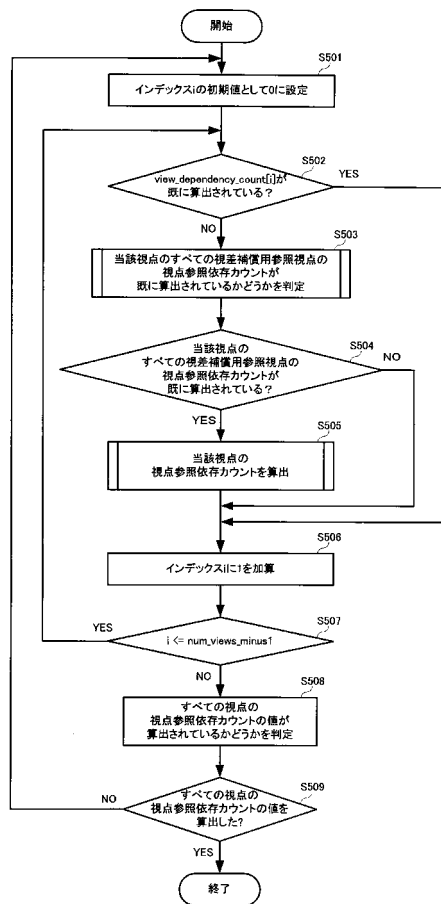 開始
S501
インデックスiの初期値として0に設定
S502
view_dependency_count[i]が
既に算出されている?
YES
NO
S503
当該視点のすべての視差補償用参照視点の
視点参照依存カウントが
既に算出されているかどうかを判定
S504
当該視点の
すべての視差補償用参照視点の
視点参照依存カウントが
既に算出されている?
NO
YES
S505
当該視点の
視点参照依存カウントを算出
S506
インデックスiに1を加算
S507
YES
i <= num_views_minus1
NO
S508
すべての視点の
視点参照依存カウントの値が
算出されているかどうかを判定
S509
NO
すべての視点の
視点参照依存カウントの値を
算出した?
YES
終了